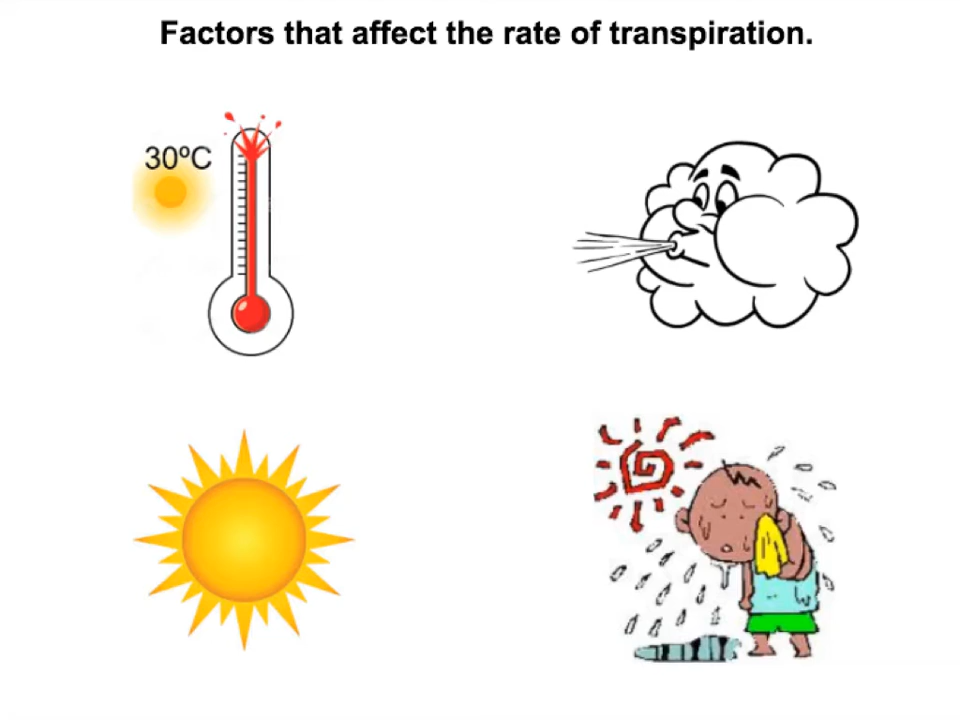 Factors that affect the rate of transpiration.
30ºC